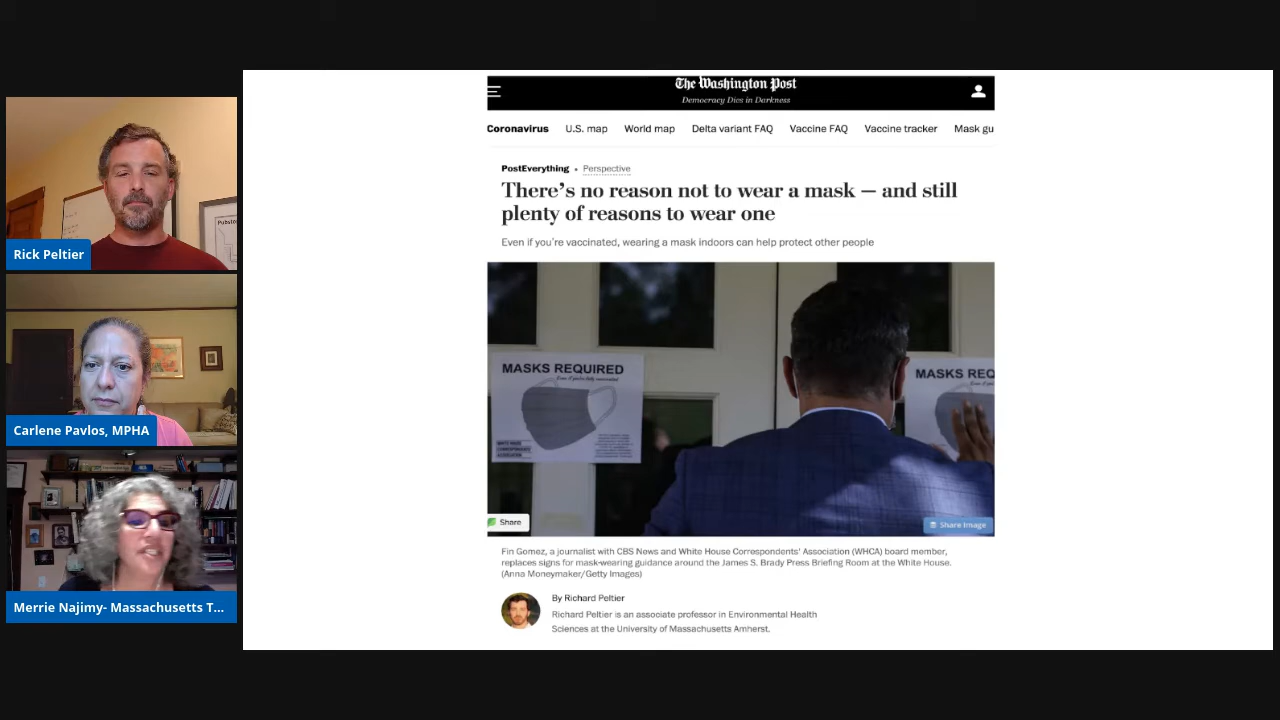 Rick Peltier
Carlene Pavlos, MPHA
Merrie Najimy- Massachusetts T...
The Washington Post
Democracy Dies in Darkness
Coronavirus U.S. map World map Delta variant FAQ Vaccine FAQ Vaccine tracker Mask gu
PostEverything • Perspective
There's no reason not to wear a mask — and still
plenty of reasons to wear one
Even if you're vaccinated, wearing a mask indoors can help protect other people
MASKS REQUIRED
MASKS REQ
Share
Share Image
Fin Gomez, a journalist with CBS News and White House Correspondents' Association (WHCA) board member,
replaces signs for mask-wearing guidance around the James S. Brady Press Briefing Room at the White House.
(Anna Moneymaker/Getty Images)
By Richard Peltier
Richard Peltier is an associate professor in Environmental Health
Sciences at the University of Massachusetts Amherst.